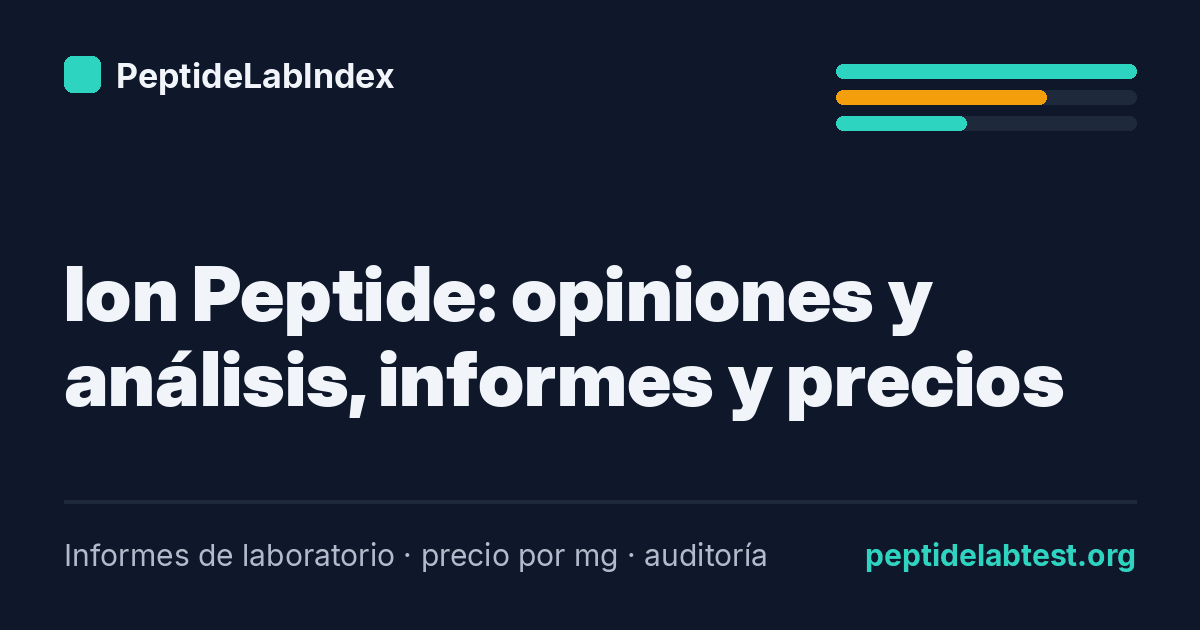 PeptideLabIndex
Ion Peptide: opiniones y
análisis, informes y precios
Informes de laboratorio · precio por mg · auditoría
peptidelabtest.org